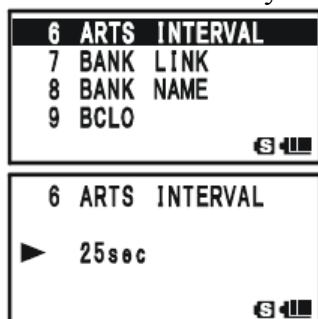 6 ARTS INTERVAL
7 BANK LINK
8 BANK NAME
9 BCLO
S
6 ARTS INTERVAL
25sec
S